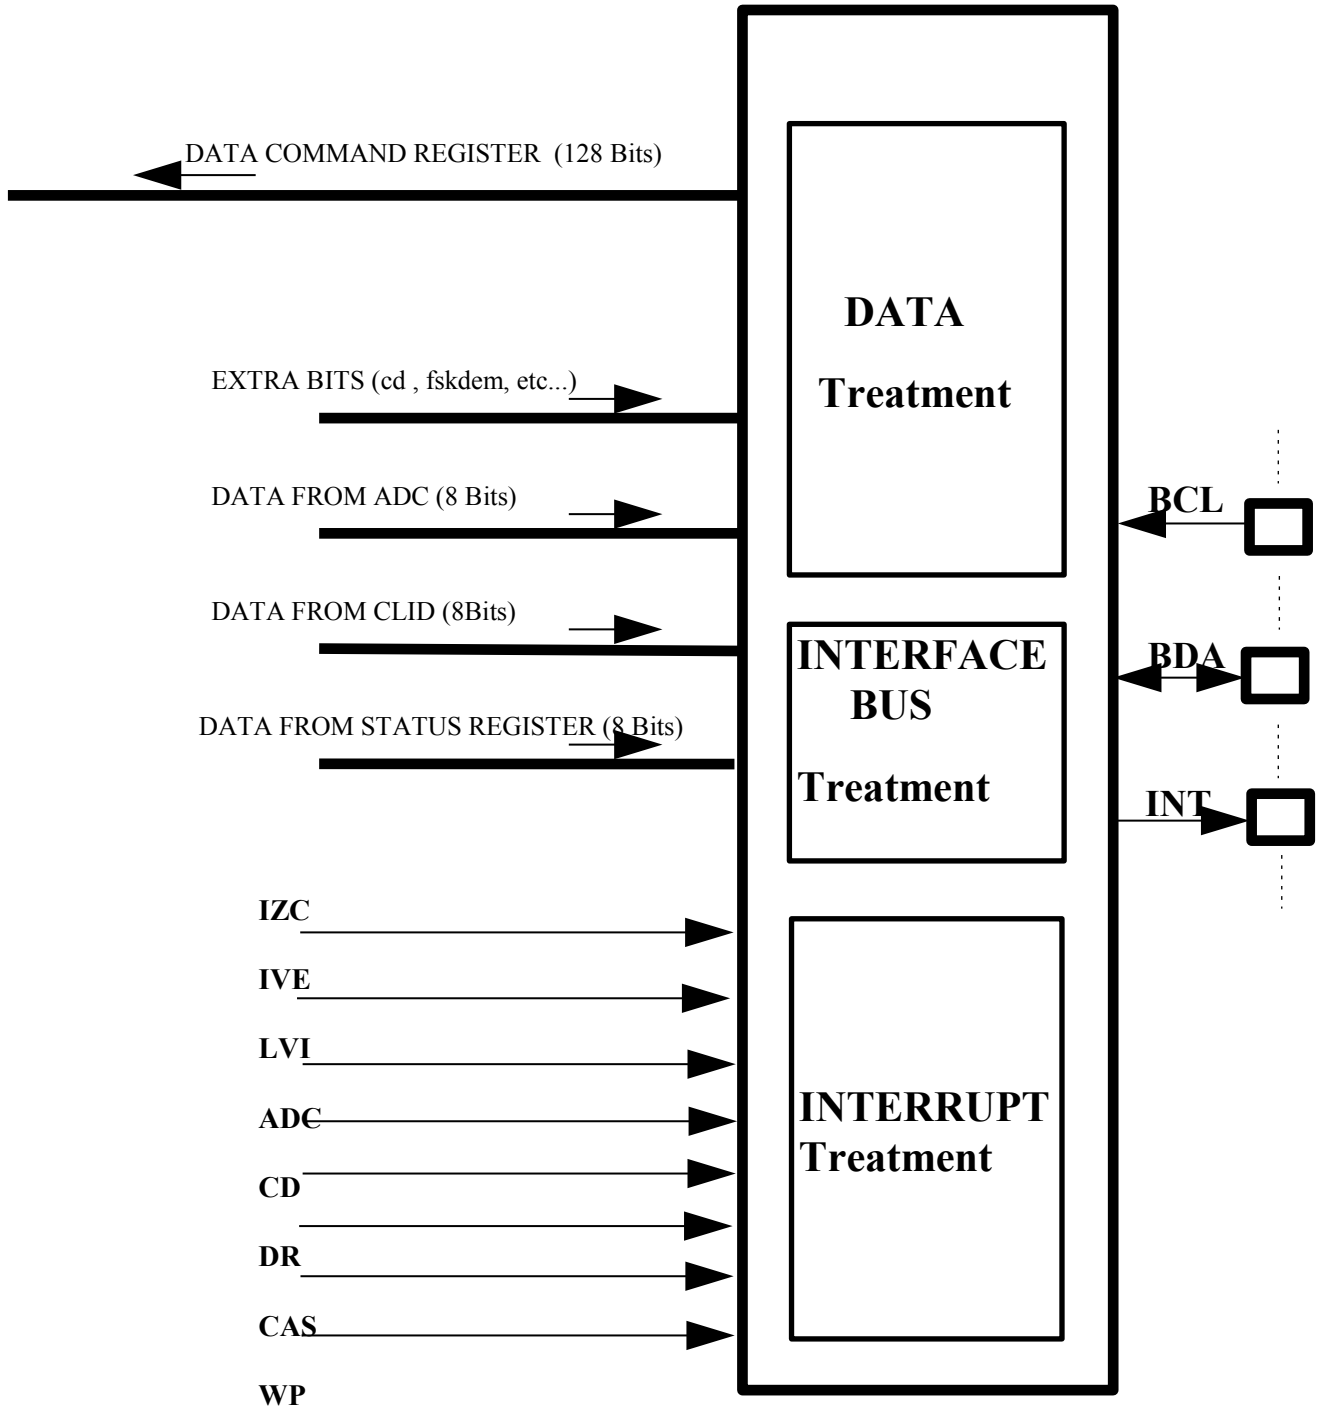 DATA COMMAND REGISTER (128 Bits)
DATA
Treatment
EXTRA BITS (cd , fskdem, etc...)
DATA FROM ADC (8 Bits)
BCL
DATA FROM CLID (8Bits)
INTERFACE
BUS
Treatment
BDA
DATA FROM STATUS REGISTER (8 Bits)
INT
IZC
IVE
LVI
ADC
CD
DR
CAS
WP
INTERRUPT
Treatment